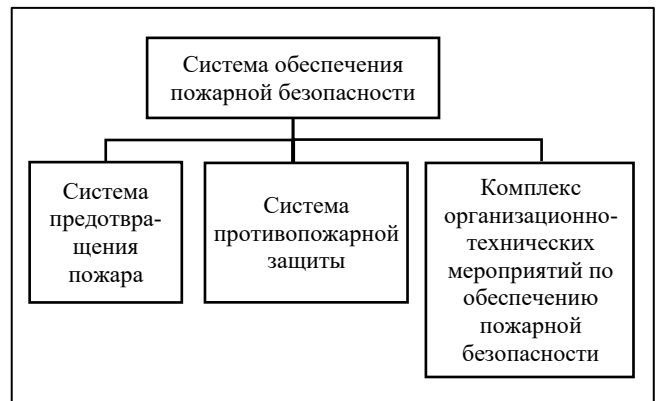 Система обеспечения
пожарной безопасности
Система
предотвра-
щения
пожара
Система
противопожарной
защиты
Комплекс
организационно-
технических
мероприятий по
обеспечению
пожарной
безопасности